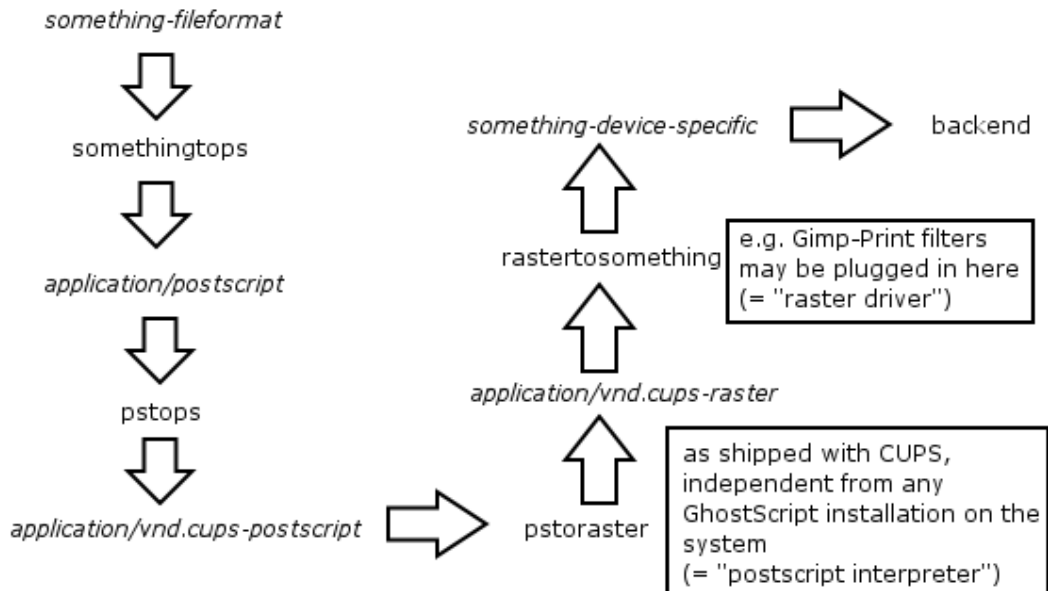 something-fileformat
somethingtops
application/postscript
pstops
application/vnd.cups-postscript
pstoraster
as shipped with CUPS,
independent from any
GhostScript installation on the
system
(= "postscript interpreter")
application/vnd.cups-raster
rastertosomething
e.g. Gimp-Print filters
may be plugged in here
(= "raster driver")
something-device-specific
backend